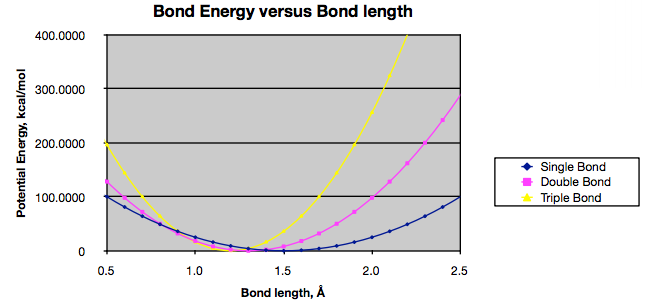 Bond Energy versus Bond length
400.0000
300.0000
200.0000
100.0000
0
Potential Energy, kcal/mol
0.5
1.0
1.5
2.0
2.5
Bond length, Å
Single Bond
Double Bond
Triple Bond